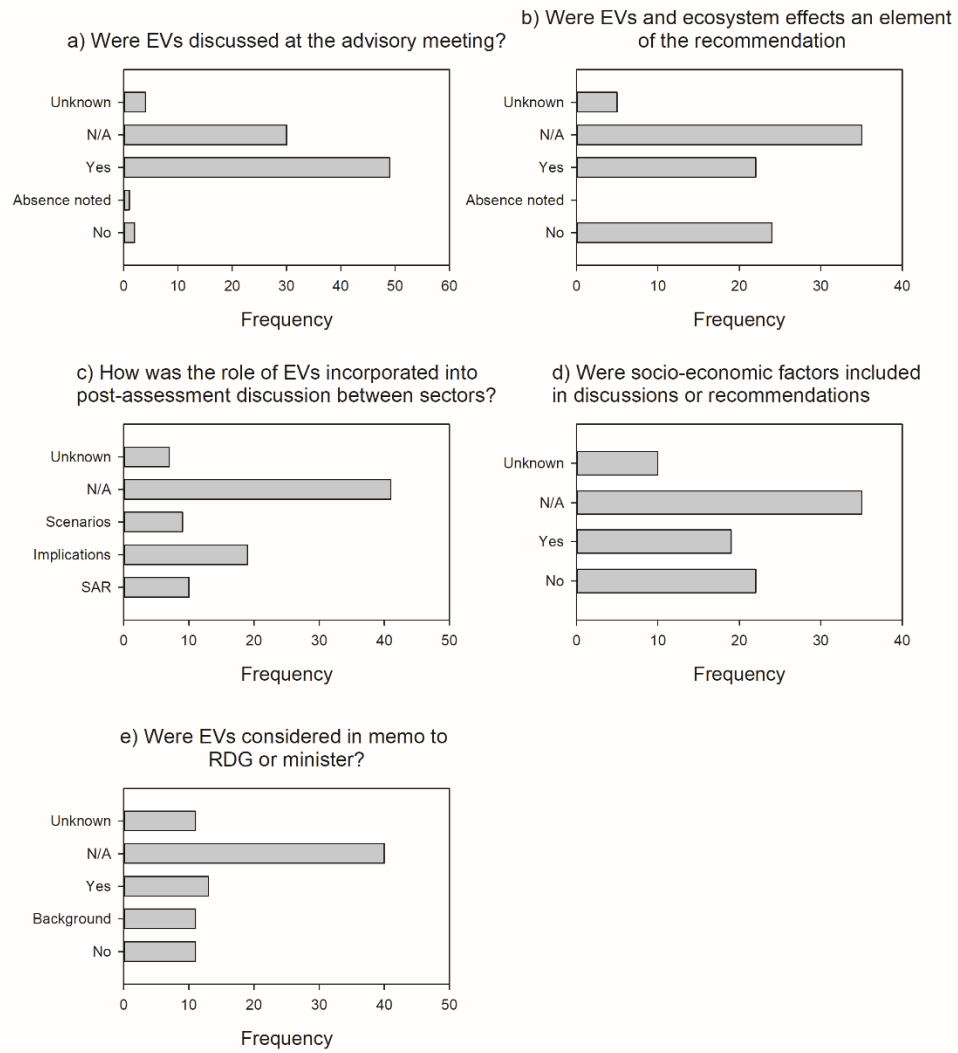 a) Were EVs discussed at the advisory meeting?
Unknown
N/A
Yes
Absence noted
No
0 10 20 30 40 50 60
Frequency
b) Were EVs and ecosystem effects an element
of the recommendation
Unknown
N/A
Yes
Absence noted
No
0 10 20 30 40
Frequency
c) How was the role of EVs incorporated into
post-assessment discussion between sectors?
Unknown
N/A
Scenarios
Implications
SAR
0 10 20 30 40 50
Frequency
d) Were socio-economic factors included
in discussions or recommendations
Unknown
N/A
Yes
No
0 10 20 30 40
Frequency
e) Were EVs considered in memo to
RDG or minister?
Unknown
N/A
Yes
Background
No
0 10 20 30 40 50
Frequency